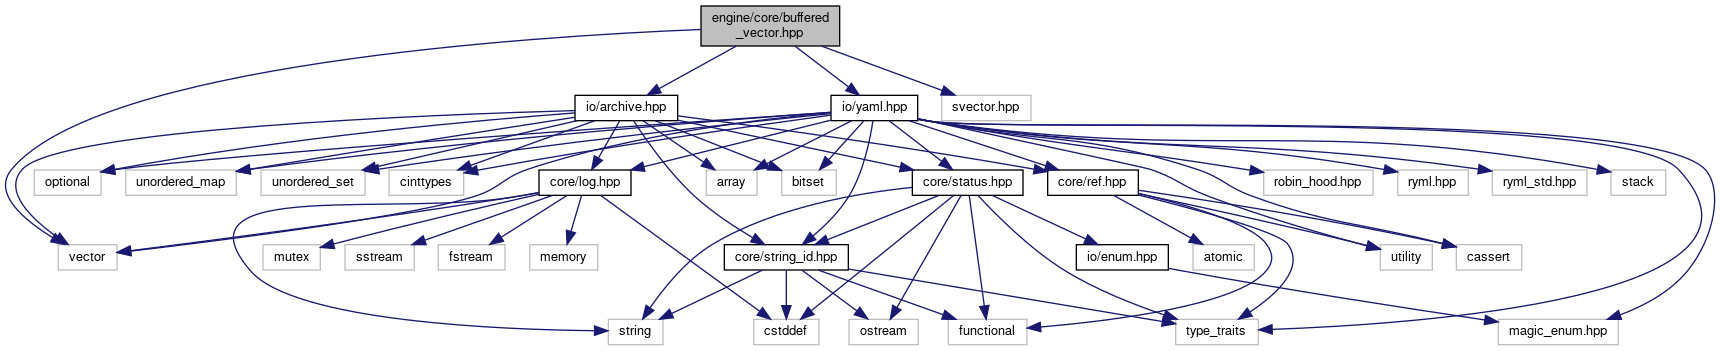 engine/core/buffered
_vector.hpp
io/archive.hpp
io/yaml.hpp
svector.hpp
optional
unordered_map
unordered_set
cinttypes
core/log.hpp
array
bitset
core/status.hpp
core/ref.hpp
robin_hood.hpp
ryml.hpp
ryml_std.hpp
stack
vector
mutex
sstream
fstream
memory
core/string_id.hpp
io/enum.hpp
atomic
utility
cassert
string
cstddef
ostream
functional
type_traits
magic_enum.hpp